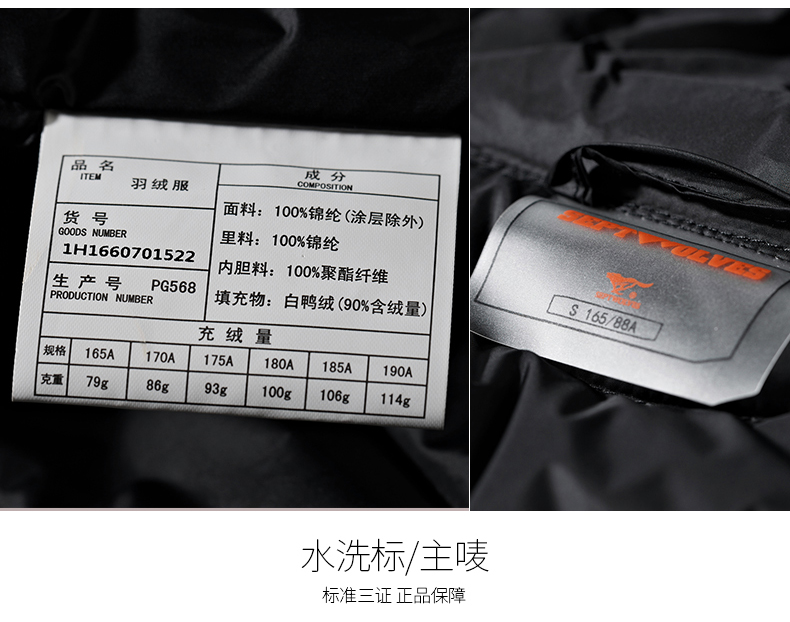 品名
ITEM
羽绒服
货号
GOODS NUMBER
1H1660701522
生产号 PG568
PRODUCTION NUMBER
成分
COMPOSITION
面料: 100%锦纶(涂层除外)
里料: 100%锦纶
内胆料: 100%聚酯纤维
填充物: 白鸭绒(90%含绒量)
充绒量
规格 165A 170A 175A 180A 185A 190A
克重 79g 86g 93g 100g 106g 114g
SEPTWOLVES
S 165/88A
水洗标/主唛
标准三证 正品保障